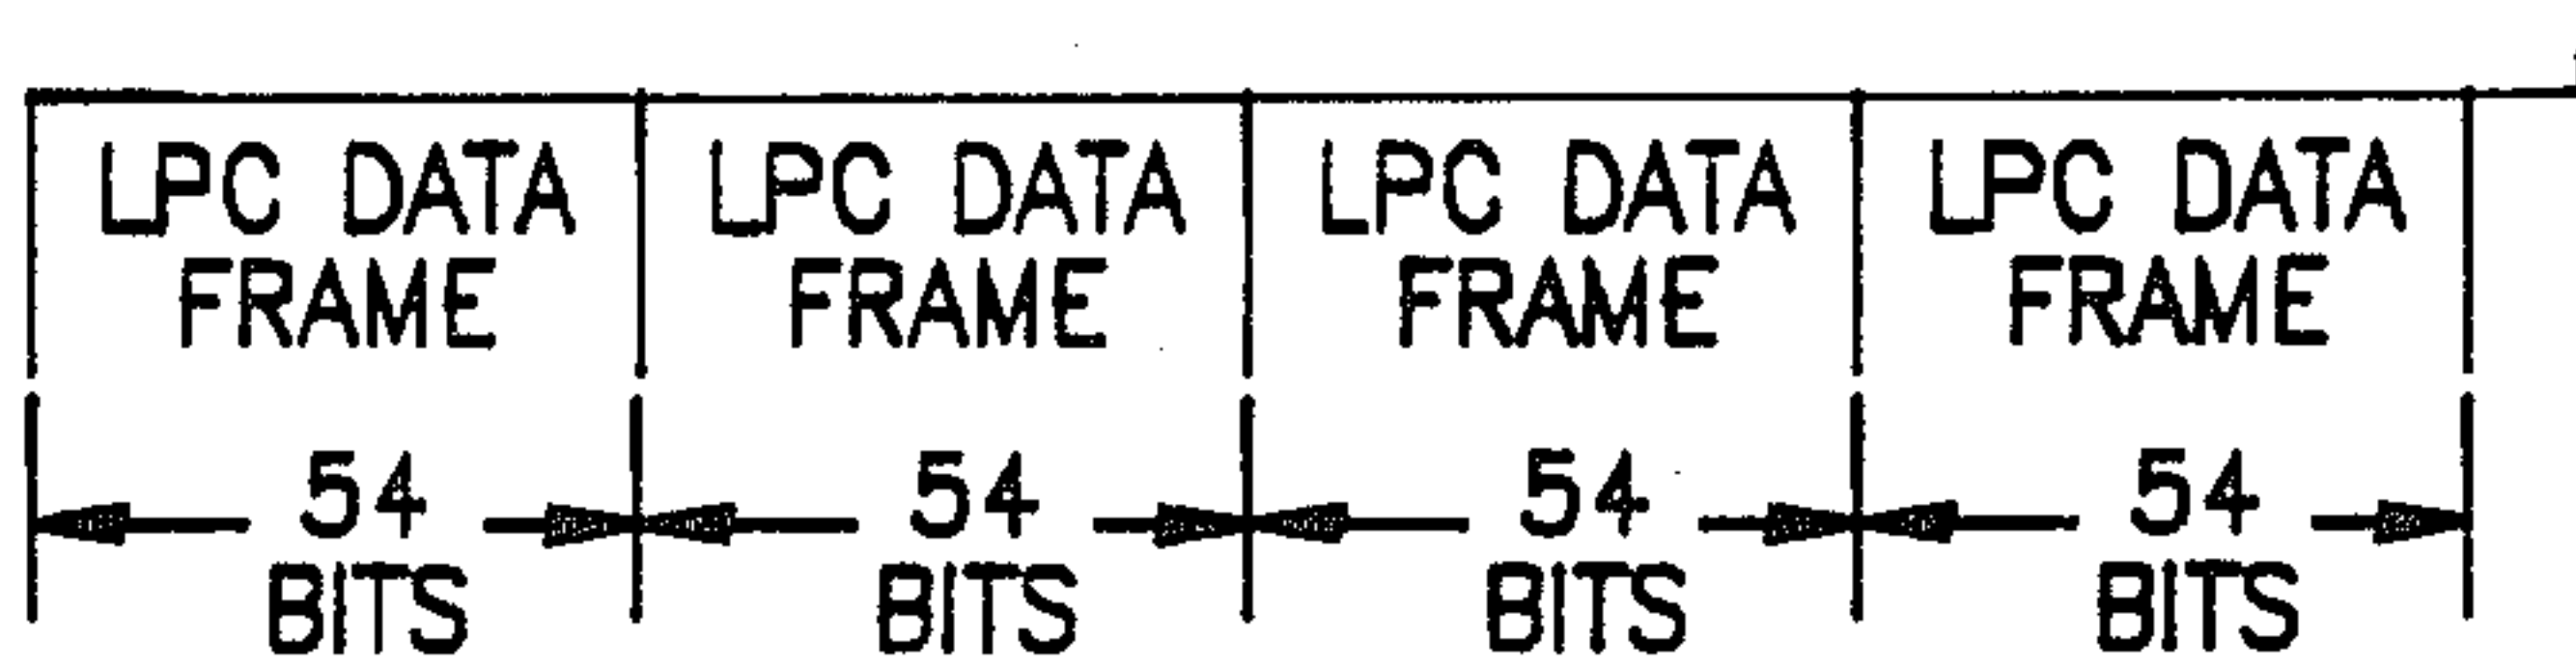 LPC DATA LPC DATA LPC DATA LPC DATA
FRAME FRAME FRAME FRAME
54 54 54 54
BITS BITS BITS BITS